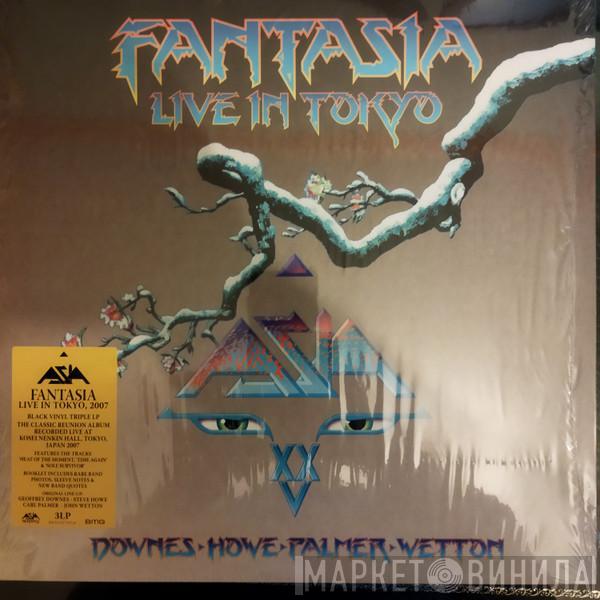 FANTASIA
LIVE IN TOKYO
ASIA
XX
ASIA
FANTASIA
LIVE IN TOKYO, 2007
BLACK VINYL TRIPLE LP
THE CLASSIC REUNION ALBUM
RECORDED LIVE AT
KOSEI NENKIN HALL, TOKYO,
JAPAN 2007
FEATURES THE TRACKS
'HEAT OF THE MOMENT, 'TIME AGAIN'
& 'SOLE SURVIVOR'
BOOKLET INCLUDES RARE BAND
PHOTOS, SLEEVE NOTES &
NEW BAND QUOTES
ORIGINAL LINE-UP
GEOFFREY DOWNES · STEVE HOWE
CARL PALMER · JOHN WETTON
3LP
BMG
DOWNES·HOWE·PALMER·WETTON
МАРКЕТ ВИНИЛА